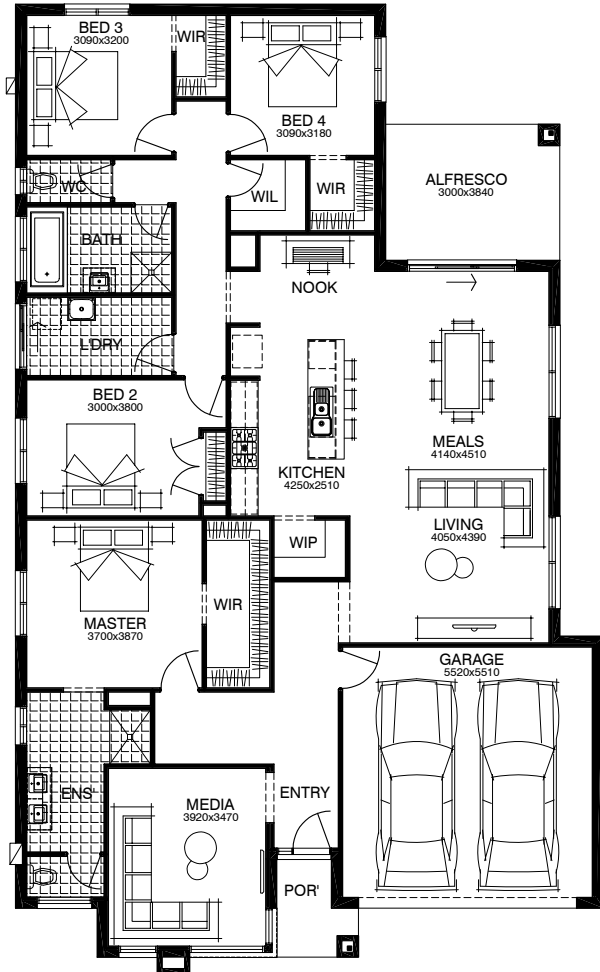 BED 3
3090x3200
WIR
BED 4
3090x3180
WC
WIL
WIR
ALFRESCO
3000x3840
BATH
NOOK
L'DRY
BED 2
3000x3800
MEALS
4140x4510
KITCHEN
4250x2510
LIVING
4050x4390
WIP
WIR
MASTER
3700x3870
GARAGE
5520x5510
ENS'
MEDIA
3920x3470
ENTRY
POR'